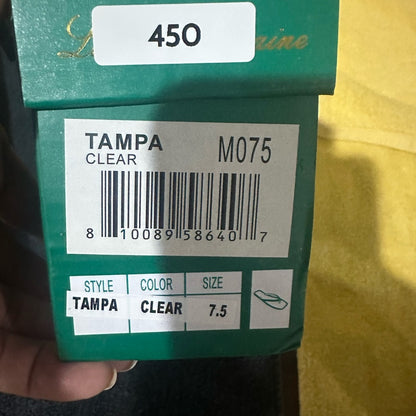 450
TAMPA M075
CLEAR
8 10089 58640 7
STYLE COLOR SIZE
TAMPA CLEAR 7.5